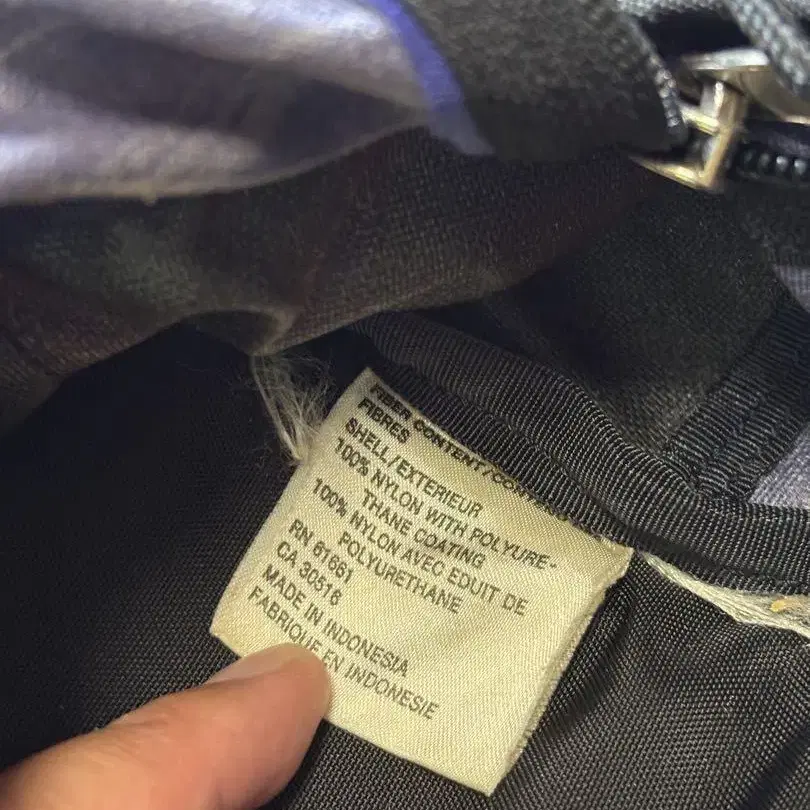 FIBER CONTENT/
FIBRES
SHELL/EXTERIEUR
100% NYLON WITH POLYURE-
THANE COATING
100% NYLON AVEC EDUIT DE
POLYURETHANE
RN 61661
CA 30516
MADE IN INDONESIA
FABRIQUE EN INDONESIE